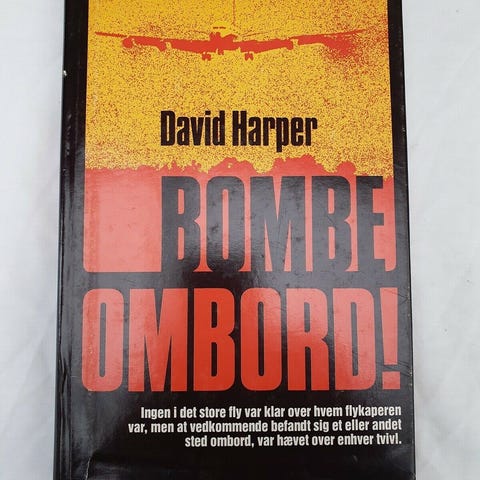 David Harper
BOMBE
OMBORD!
Ingen i det store fly var klar over hvem flykaperen
var, men at vedkommende befandt sig et eller andet
sted ombord, var hævet over enhver tvivl.